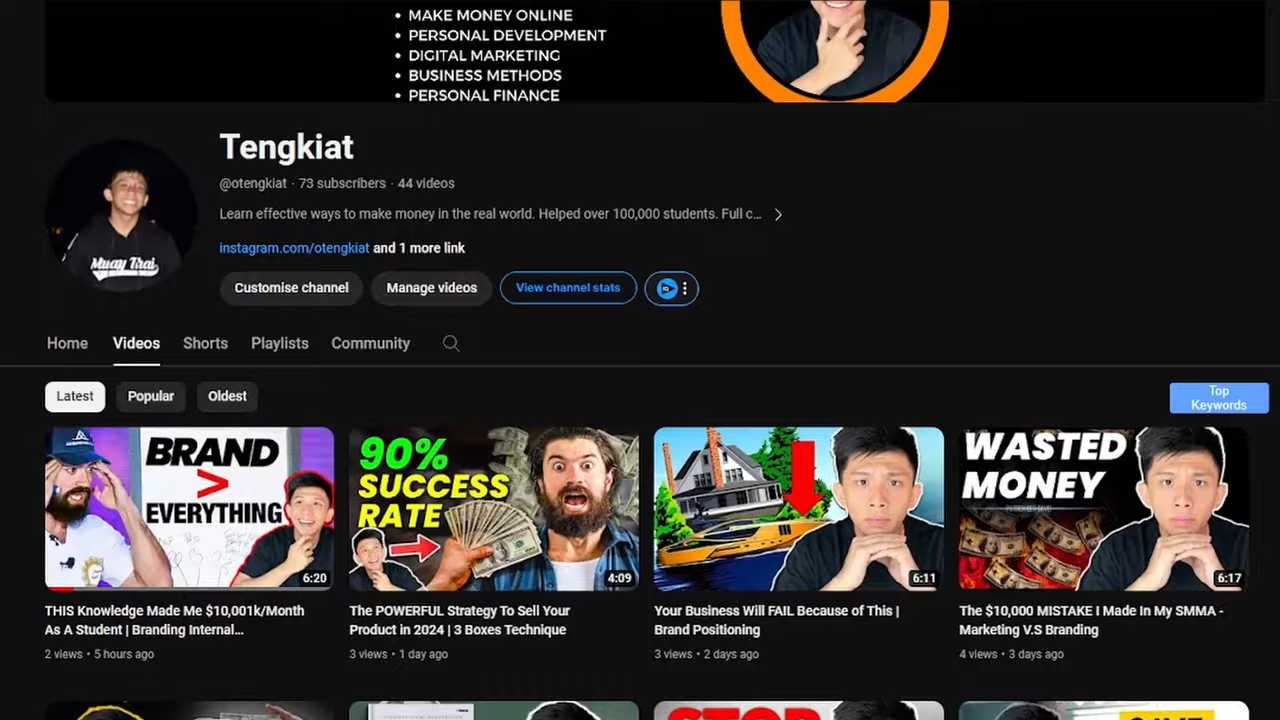 • MAKE MONEY ONLINE
• PERSONAL DEVELOPMENT
• DIGITAL MARKETING
• BUSINESS METHODS
• PERSONAL FINANCE
Tengkiat
@otengkiat · 73 subscribers · 44 videos
Learn effective ways to make money in the real world. Helped over 100,000 students. Full c...
instagram.com/otengkiat and 1 more link
Customise channel Manage videos View channel stats
Muay Thai
Home Videos Shorts Playlists Community
Latest Popular Oldest
Top
Keywords
BRAND
>
EVERYTHING
6:20
90%
SUCCESS
RATE
4:09
6:11
WASTED
MONEY
6:17
THIS Knowledge Made Me $10,001k/Month
As A Student | Branding Internal...
2 views • 5 hours ago
The POWERFUL Strategy To Sell Your
Product in 2024 | 3 Boxes Technique
3 views • 1 day ago
Your Business Will FAIL Because of This |
Brand Positioning
3 views • 2 days ago
The $10,000 MISTAKE I Made In My SMMA -
Marketing V.S Branding
4 views • 3 days ago
STOP